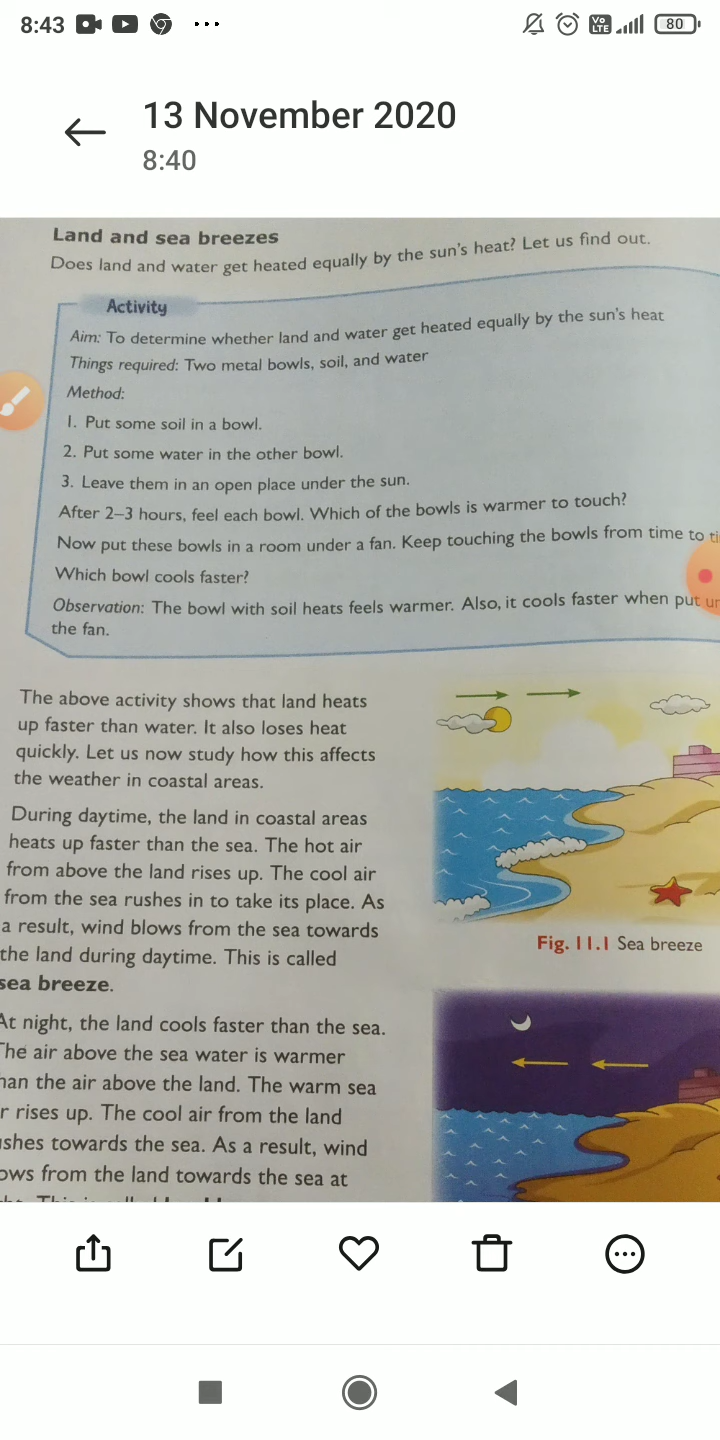 8:43
Vo LTE
80
13 November 2020
8:40
Land and sea breezes
Does land and water get heated equally by the sun's heat? Let us find out.
Activity
Aim: To determine whether land and water get heated equally by the sun's heat
Things required: Two metal bowls, soil, and water
Method:
1. Put some soil in a bowl.
2. Put some water in the other bowl.
3. Leave them in an open place under the sun.
After 2–3 hours, feel each bowl. Which of the bowls is warmer to touch?
Now put these bowls in a room under a fan. Keep touching the bowls from time to
Which bowl cools faster?
Observation: The bowl with soil heats feels warmer. Also, it cools faster when put
the fan.
The above activity shows that land heats
up faster than water. It also loses heat
quickly. Let us now study how this affects
the weather in coastal areas.
During daytime, the land in coastal areas
heats up faster than the sea. The hot air
from above the land rises up. The cool air
from the sea rushes in to take its place. As
a result, wind blows from the sea towards
the land during daytime. This is called
sea breeze.
Fig. 11.1 Sea breeze
At night, the land cools faster than the sea.
The air above the sea water is warmer
than the air above the land. The warm sea
rises up. The cool air from the land
towards the sea. As a result, wind
from the land towards the sea at